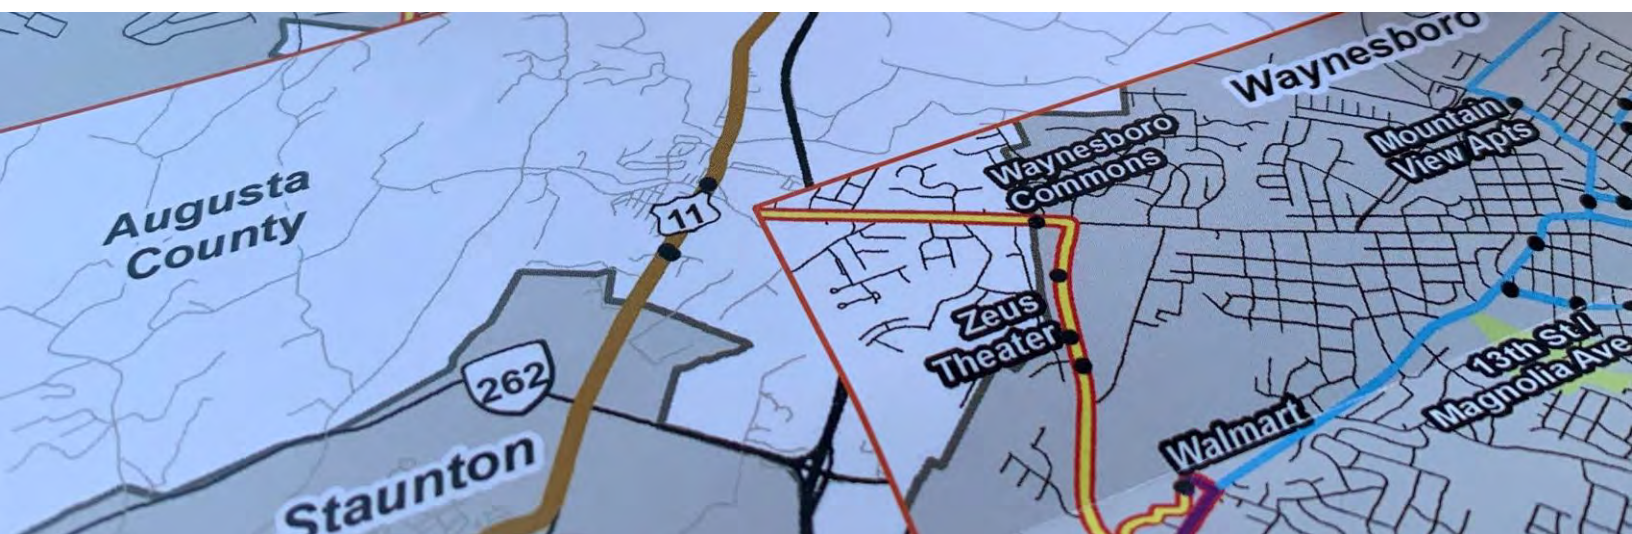 Augusta
County
11
262
Staunton
Waynesboro
Waynesboro
Commons
Mountain
View Apts
Zeus
Theater
13th St /
Magnolia Ave
Walmart